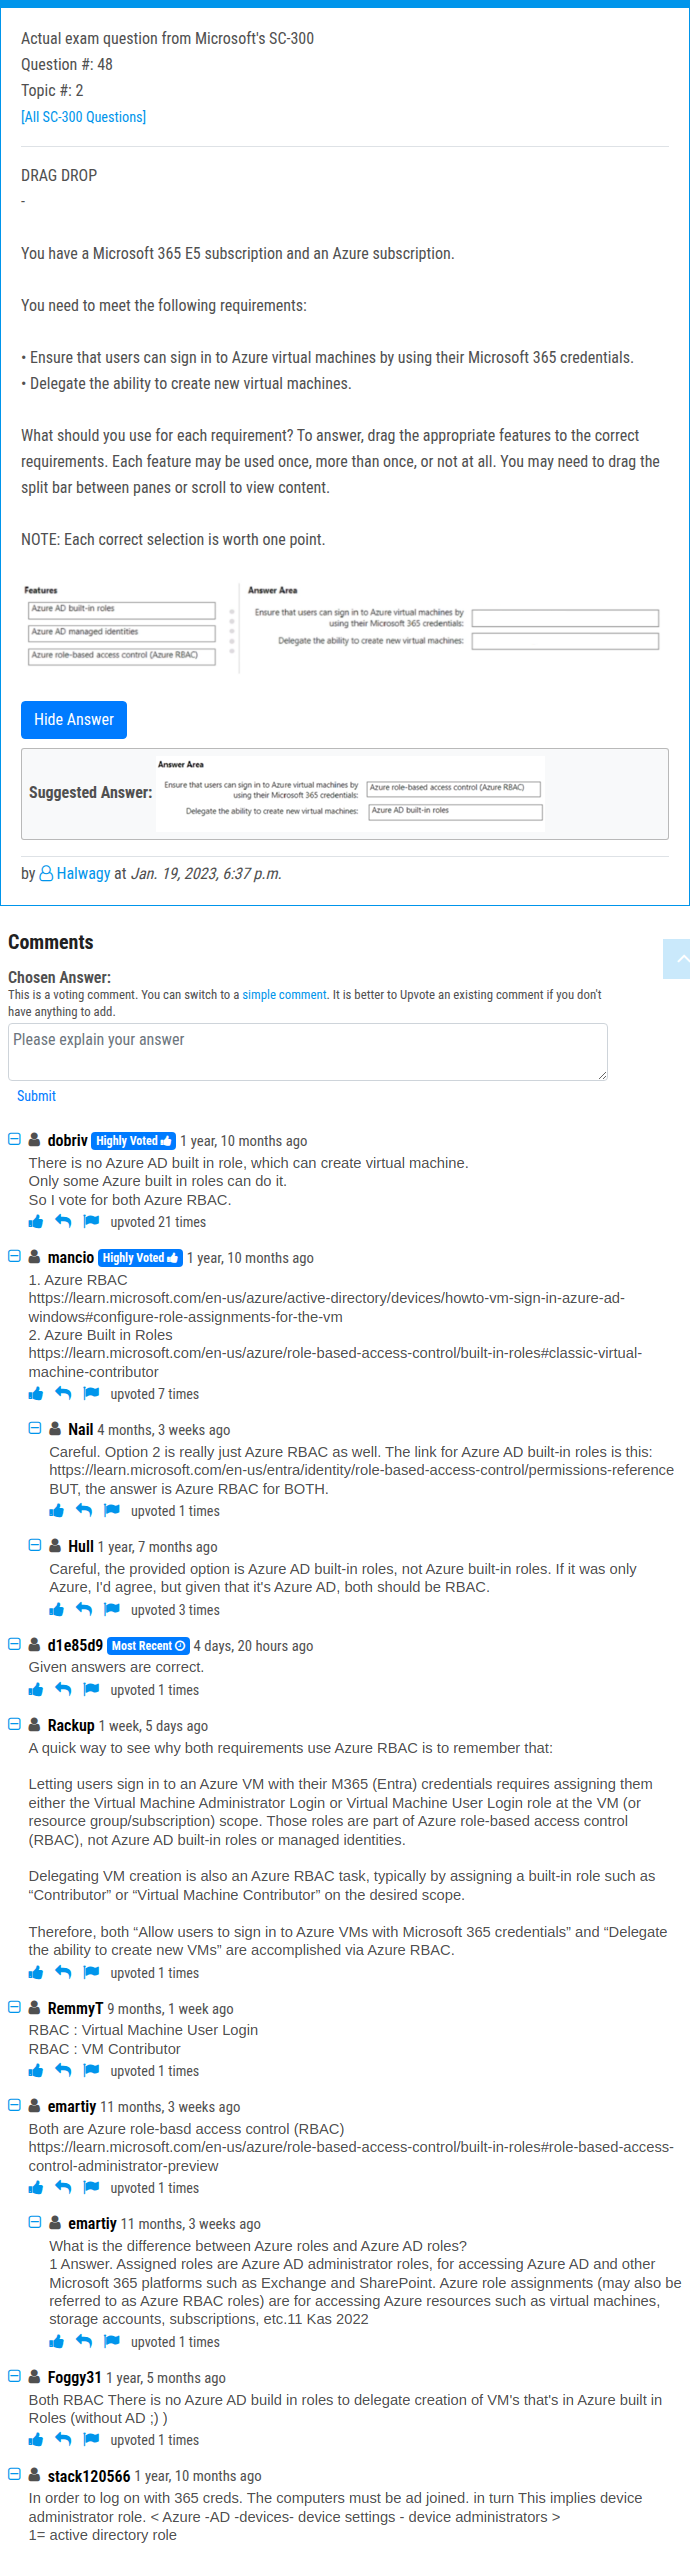 Actual exam question from Microsoft's SC-300
Question #: 48
Topic #: 2
[All SC-300 Questions]
DRAG DROP
-
You have a Microsoft 365 E5 subscription and an Azure subscription.
You need to meet the following requirements:
• Ensure that users can sign in to Azure virtual machines by using their Microsoft 365 credentials.
• Delegate the ability to create new virtual machines.
What should you use for each requirement? To answer, drag the appropriate features to the correct
requirements. Each feature may be used once, more than once, or not at all. You may need to drag the
split bar between panes or scroll to view content.
NOTE: Each correct selection is worth one point.
Features
Azure AD built-in roles
Azure AD managed identities
Azure role-based access control (Azure RBAC)
Answer Area
Ensure that users can sign in to Azure virtual machines by
using their Microsoft 365 credentials:
Delegate the ability to create new virtual machines:
Hide Answer
Suggested Answer:
Answer Area
Ensure that users can sign in to Azure virtual machines by
using their Microsoft 365 credentials:
Azure role-based access control (Azure RBAC)
Delegate the ability to create new virtual machines:
Azure AD built-in roles
by Halwagy at Jan. 19, 2023, 6:37 p.m.
Comments
Chosen Answer:
This is a voting comment. You can switch to a simple comment. It is better to Upvote an existing comment if you don't
have anything to add.
Please explain your answer
Submit
dobriv Highly Voted 1 year, 10 months ago
There is no Azure AD built in role, which can create virtual machine.
Only some Azure built in roles can do it.
So I vote for both Azure RBAC.
upvoted 21 times
mancio Highly Voted 1 year, 10 months ago
1. Azure RBAC
https://learn.microsoft.com/en-us/azure/active-directory/devices/howto-vm-sign-in-azure-ad-
windows#configure-role-assignments-for-the-vm
2. Azure Built in Roles
https://learn.microsoft.com/en-us/azure/role-based-access-control/built-in-roles#classic-virtual-
machine-contributor
upvoted 7 times
Nail 4 months, 3 weeks ago
Careful. Option 2 is really just Azure RBAC as well. The link for Azure AD built-in roles is this:
https://learn.microsoft.com/en-us/entra/identity/role-based-access-control/permissions-reference
BUT, the answer is Azure RBAC for BOTH.
upvoted 1 times
Hull 1 year, 7 months ago
Careful, the provided option is Azure AD built-in roles, not Azure built-in roles. If it was only
Azure, I'd agree, but given that it's Azure AD, both should be RBAC.
upvoted 3 times
d1e85d9 Most Recent 4 days, 20 hours ago
Given answers are correct.
upvoted 1 times
Rackup 1 week, 5 days ago
A quick way to see why both requirements use Azure RBAC is to remember that:
Letting users sign in to an Azure VM with their M365 (Entra) credentials requires assigning them
either the Virtual Machine Administrator Login or Virtual Machine User Login role at the VM (or
resource group/subscription) scope. Those roles are part of Azure role-based access control
(RBAC), not Azure AD built-in roles or managed identities.
Delegating VM creation is also an Azure RBAC task, typically by assigning a built-in role such as
“Contributor” or “Virtual Machine Contributor” on the desired scope.
Therefore, both “Allow users to sign in to Azure VMs with Microsoft 365 credentials” and “Delegate
the ability to create new VMs” are accomplished via Azure RBAC.
upvoted 1 times
RemmyT 9 months, 1 week ago
RBAC : Virtual Machine User Login
RBAC : VM Contributor
upvoted 1 times
emartiy 11 months, 3 weeks ago
Both are Azure role-basd access control (RBAC)
https://learn.microsoft.com/en-us/azure/role-based-access-control/built-in-roles#role-based-access-
control-administrator-preview
upvoted 1 times
emartiy 11 months, 3 weeks ago
What is the difference between Azure roles and Azure AD roles?
1 Answer. Assigned roles are Azure AD administrator roles, for accessing Azure AD and other
Microsoft 365 platforms such as Exchange and SharePoint. Azure role assignments (may also be
referred to as Azure RBAC roles) are for accessing Azure resources such as virtual machines,
storage accounts, subscriptions, etc.11 Kas 2022
upvoted 1 times
Foggy31 1 year, 5 months ago
Both RBAC There is no Azure AD build in roles to delegate creation of VM's that's in Azure built in
Roles (without AD ;) )
upvoted 1 times
stack120566 1 year, 10 months ago
In order to log on with 365 creds. The computers must be ad joined. in turn This implies device
administrator role. < Azure -AD -devices- device settings - device administrators >
1= active directory role